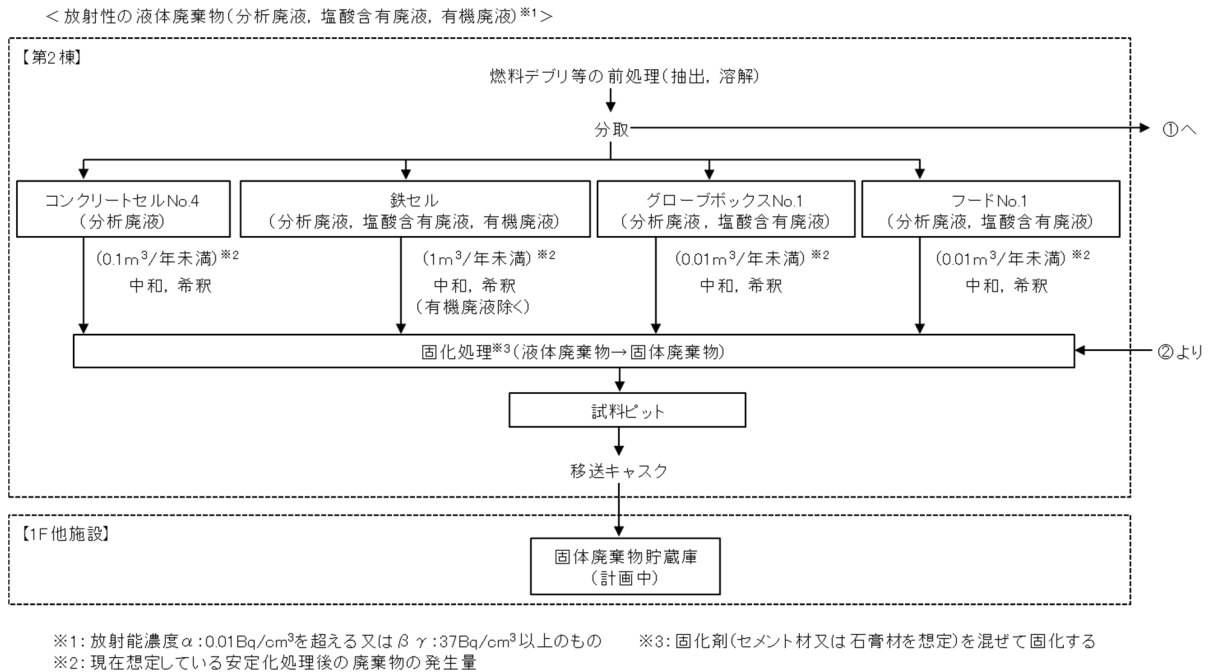 ＜放射性の液体廃棄物(分析廃液, 塩酸含有廃液, 有機廃液)※1＞
【第2棟】
燃料デブリ等の前処理(抽出, 溶解)
分取
①へ
コンクリートセルNo.4
(分析廃液)
鉄セル
(分析廃液, 塩酸含有廃液, 有機廃液)
グローブボックスNo.1
(分析廃液, 塩酸含有廃液)
フードNo.1
(分析廃液, 塩酸含有廃液)
(0.1m³/年未満)※2
中和, 希釈
(1m³/年未満)※2
中和, 希釈
(有機廃液除く)
(0.01m³/年未満)※2
中和, 希釈
(0.01m³/年未満)※2
中和, 希釈
固化処理※3(液体廃棄物→固体廃棄物)
②より
試料ピット
移送キャスク
【1F他施設】
固体廃棄物貯蔵庫
(計画中)
※1: 放射能濃度α:0.01Bq/cm³を超える又はβγ:37Bq/cm³以上のもの
※3: 固化剤(セメント材又は石膏材を想定)を混ぜて固化する
※2: 現在想定している安定化処理後の廃棄物の発生量